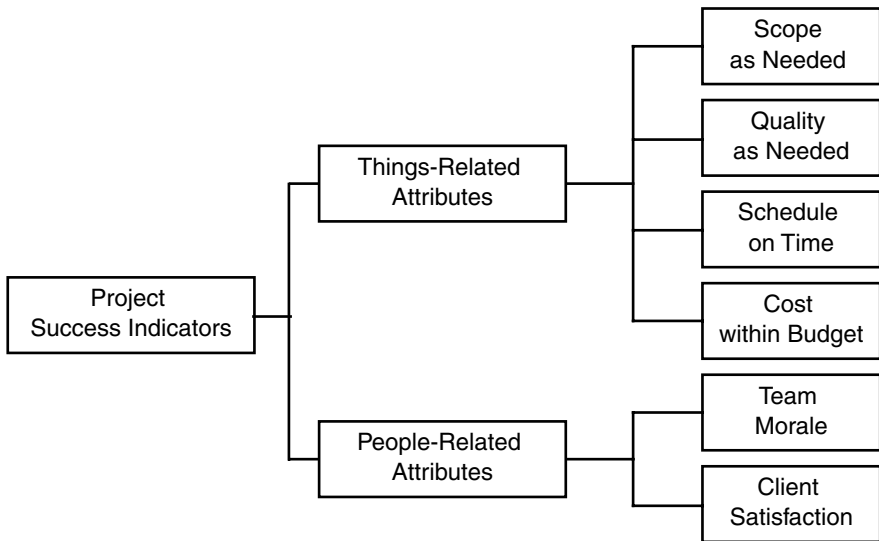 Scope
as Needed
Quality
as Needed
Things-Related
Attributes
Schedule
on Time
Project
Success Indicators
Cost
within Budget
Team
Morale
People-Related
Attributes
Client
Satisfaction